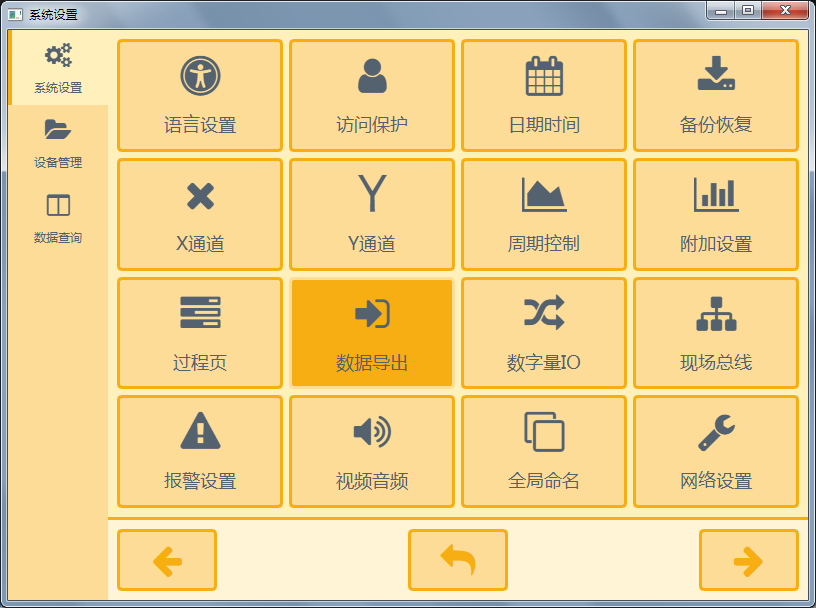 系统设置
系统设置
设备管理
数据查询
语言设置
访问保护
日期时间
备份恢复
X通道
Y通道
周期控制
附加设置
过程页
数据导出
数字量IO
现场总线
报警设置
视频音频
全局命名
网络设置